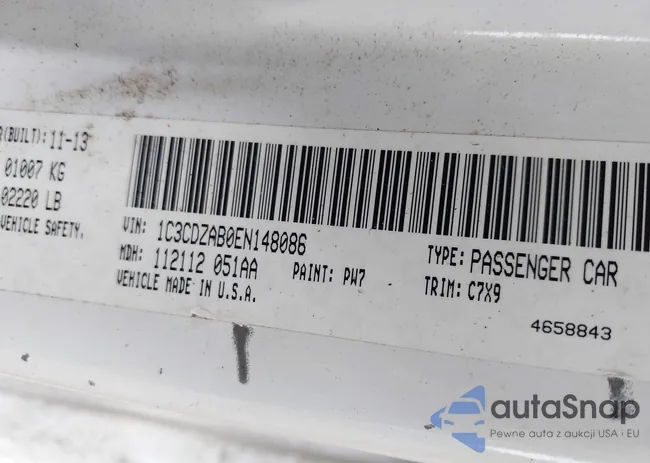 R(BUILT): 11-13
01007 KG
02220 LB
VEHICLE SAFETY.
VIN: 1C3CDZAB0EN148086
MDH: 112112 051AA PAINT: PW7
VEHICLE MADE IN U.S.A.
TYPE: PASSENGER CAR
TRIM: C7X9
4658843
autaSnap
Pewne auta z aukcji USA i EU